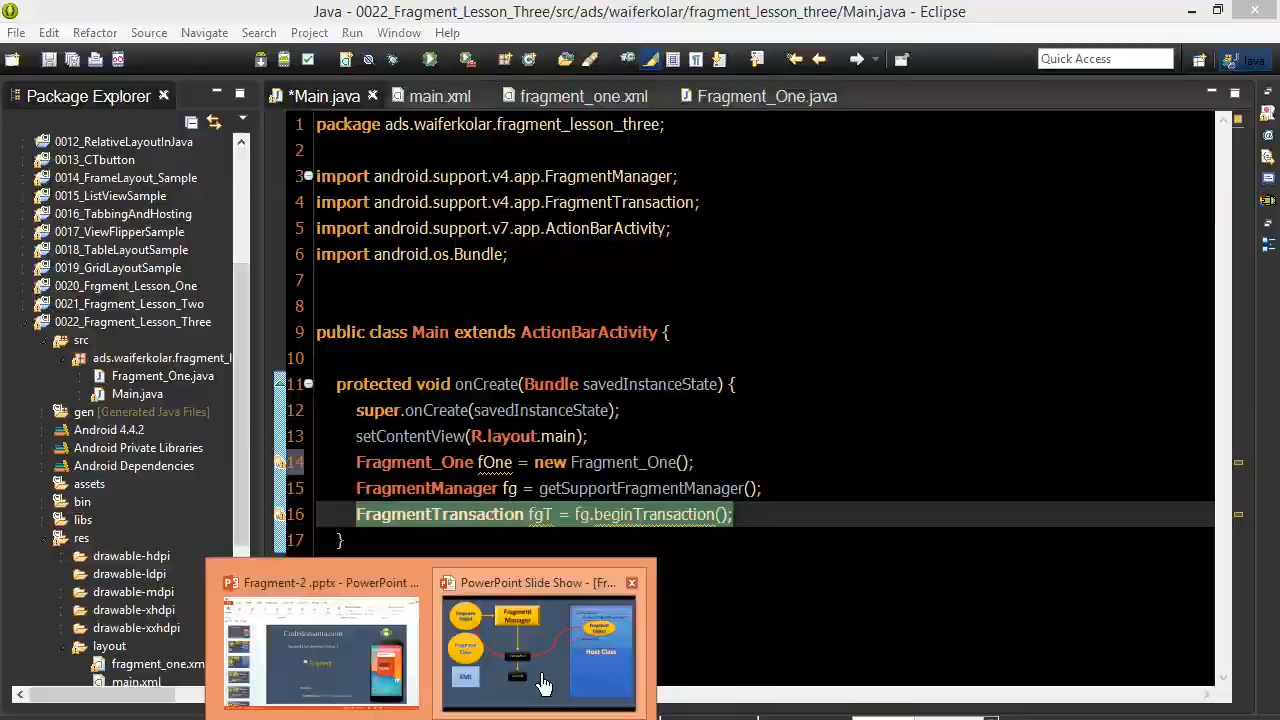 Java - 0022_Fragment_Lesson_Three/src/ads/waiferkolar/fragment_lesson_three/Main.java - Eclipse
File Edit Refactor Source Navigate Search Project Run Window Help
Quick Access
Java
Package Explorer
*Main.java
main.xml
fragment_one.xml
Fragment_One.java
0012_RelativeLayoutInJava
0013_CTbutton
0014_FrameLayout_Sample
0015_ListViewSample
0016_TabbingAndHosting
0017_ViewFlipperSample
0018_TableLayoutSample
0019_GridLayoutSample
0020_Frgment_Lesson_One
0021_Fragment_Lesson_Two
0022_Fragment_Lesson_Three
src
ads.waiferkolar.fragment_l
Fragment_One.java
Main.java
gen [Generated Java Files]
Android 4.4.2
Android Private Libraries
Android Dependencies
assets
bin
libs
res
drawable-hdpi
drawable-ldpi
drawable-mdpi
drawable-xhdpi
drawable-xxhdpi
layout
fragment_one.xm
main.xml
1 package ads.waiferkolar.fragment_lesson_three;
2
3 import android.support.v4.app.FragmentManager;
4 import android.support.v4.app.FragmentTransaction;
5 import android.support.v7.app.ActionBarActivity;
6 import android.os.Bundle;
7
8
9 public class Main extends ActionBarActivity {
10
11 protected void onCreate(Bundle savedInstanceState) {
12 super.onCreate(savedInstanceState);
13 setContentView(R.layout.main);
14 Fragment_One fOne = new Fragment_One();
15 FragmentManager fg = getSupportFragmentManager();
16 FragmentTransaction fgT = fg.beginTransaction();
17 }
Fragment-2 .pptx - PowerPoint ...
PowerPoint Slide Show - [Fr...
Fragment
Manager
Host Class